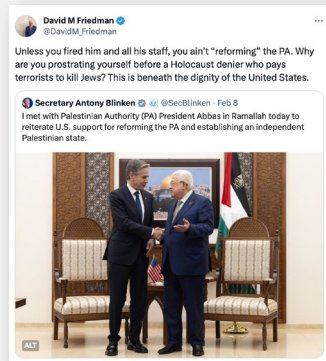 David M Friedman
@DavidM_Friedman
Unless you fired him and all his staff, you ain't “reforming” the PA. Why
are you prostrating yourself before a Holocaust denier who pays
terrorists to kill Jews? This is beneath the dignity of the United States.
Secretary Antony Blinken @SecBlinken · Feb 8
I met with Palestinian Authority (PA) President Abbas in Ramallah today to
reiterate U.S. support for reforming the PA and establishing an independent
Palestinian state.
ALT